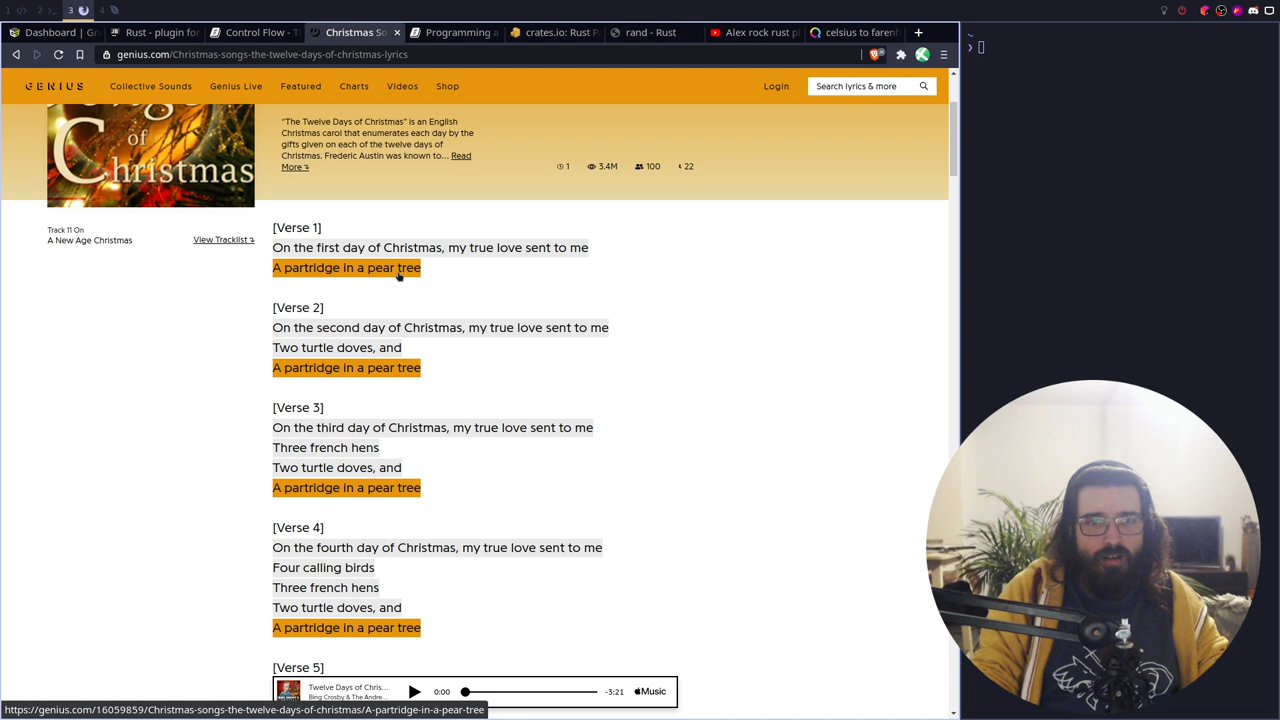 1 </> 2 >_ 3 4
Dashboard | Gr
Rust - plugin for
Control Flow - T
Christmas So
Programming a
crates.io: Rust P
rand - Rust
Alex rock rust pl
celsius to farenh
genius.com/Christmas-songs-the-twelve-days-of-christmas-lyrics
GENIUS
Collective Sounds Genius Live Featured Charts Videos Shop
Login
Search lyrics & more
of
Christmas
“The Twelve Days of Christmas” is an English
Christmas carol that enumerates each day by the
gifts given on each of the twelve days of
Christmas. Frederic Austin was known to... Read
More
1 3.4M 100 22
Track 11 On
A New Age Christmas
View Tracklist
[Verse 1]
On the first day of Christmas, my true love sent to me
A partridge in a pear tree
[Verse 2]
On the second day of Christmas, my true love sent to me
Two turtle doves, and
A partridge in a pear tree
[Verse 3]
On the third day of Christmas, my true love sent to me
Three french hens
Two turtle doves, and
A partridge in a pear tree
[Verse 4]
On the fourth day of Christmas, my true love sent to me
Four calling birds
Three french hens
Two turtle doves, and
A partridge in a pear tree
[Verse 5]
Twelve Days of Chris...
Bing Crosby & The Andre...
0:00
-3:21
Music
https://genius.com/16059859/Christmas-songs-the-twelve-days-of-christmas/A-partridge-in-a-pear-tree
~
❯